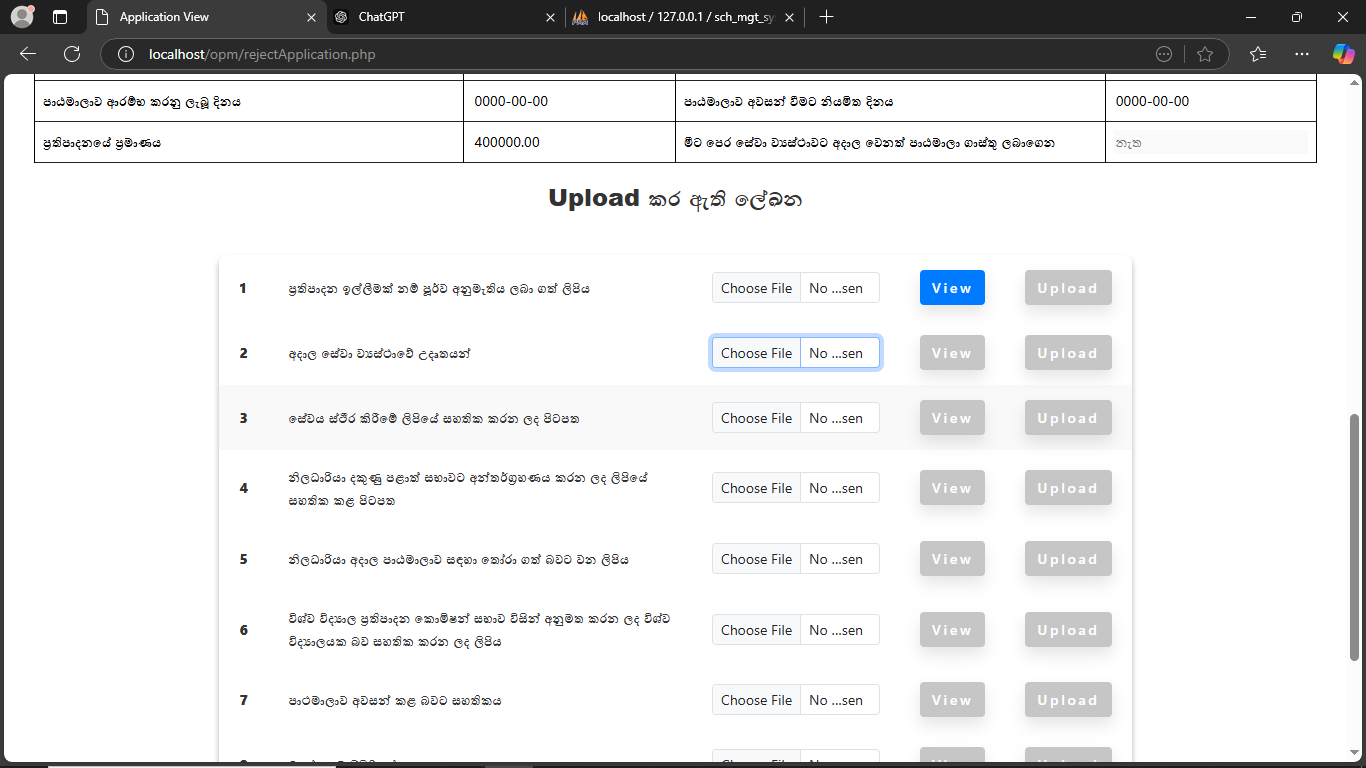 Application View
ChatGPT
localhost / 127.0.0.1 / sch_mgt_sy
localhost/opm/rejectApplication.php
පාඨමාලාව ආරම්භ කරනු ලැබූ දිනය 0000-00-00 පාඨමාලාව අවසන් වීමට නියමිත දිනය 0000-00-00
ප්‍රතිපාදනයේ ප්‍රමාණය 400000.00 මීට පෙර සේවා ව්‍යස්ථාවට අදාල වෙනත් පාඨමාලා ගාස්තු ලබාගෙන නැත
Upload කර ඇති ලේඛන
1 ප්‍රතිපාදන ඉල්ලීමක් නම් පූර්ව අනුමැතිය ලබා ගත් ලිපිය Choose File No ...sen View Upload
2 අදාල සේවා ව්‍යස්ථාවේ උදෘතයන් Choose File No ...sen View Upload
3 සේවය ස්ථිර කිරීමේ ලිපියේ සහතික කරන ලද පිටපත Choose File No ...sen View Upload
4 නිලධාරියා දකුණු පළාත් සභාවට අන්තර්ග්‍රහණය කරන ලද ලිපියේ
සහතික කළ පිටපත Choose File No ...sen View Upload
5 නිලධාරියා අදාල පාඨමාලාව සඳහා තෝරා ගත් බවට වන ලිපිය Choose File No ...sen View Upload
6 විශ්ව විද්‍යාල ප්‍රතිපාදන කොමිෂන් සභාව විසින් අනුමත කරන ලද විශ්ව
විද්‍යාලයක බව සහතික කරන ලද ලිපිය Choose File No ...sen View Upload
7 පාඨමාලාව අවසන් කළ බවට සහතිකය Choose File No ...sen View Upload